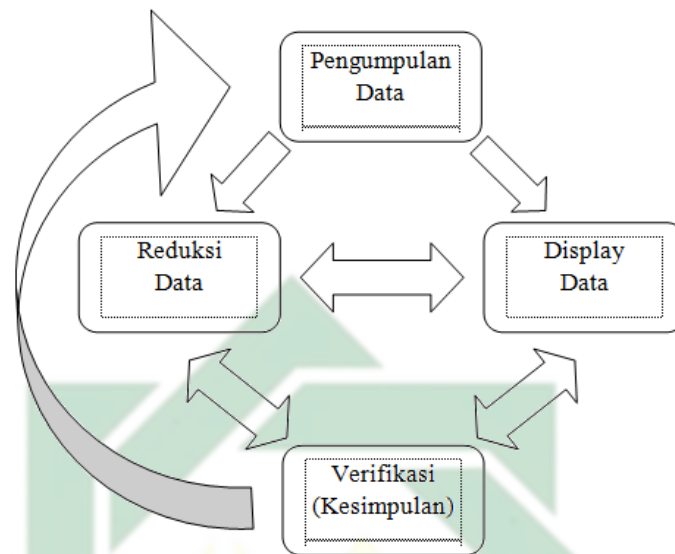 Pengumpulan
Data
Reduksi
Data
Display
Data
Verifikasi
(Kesimpulan)